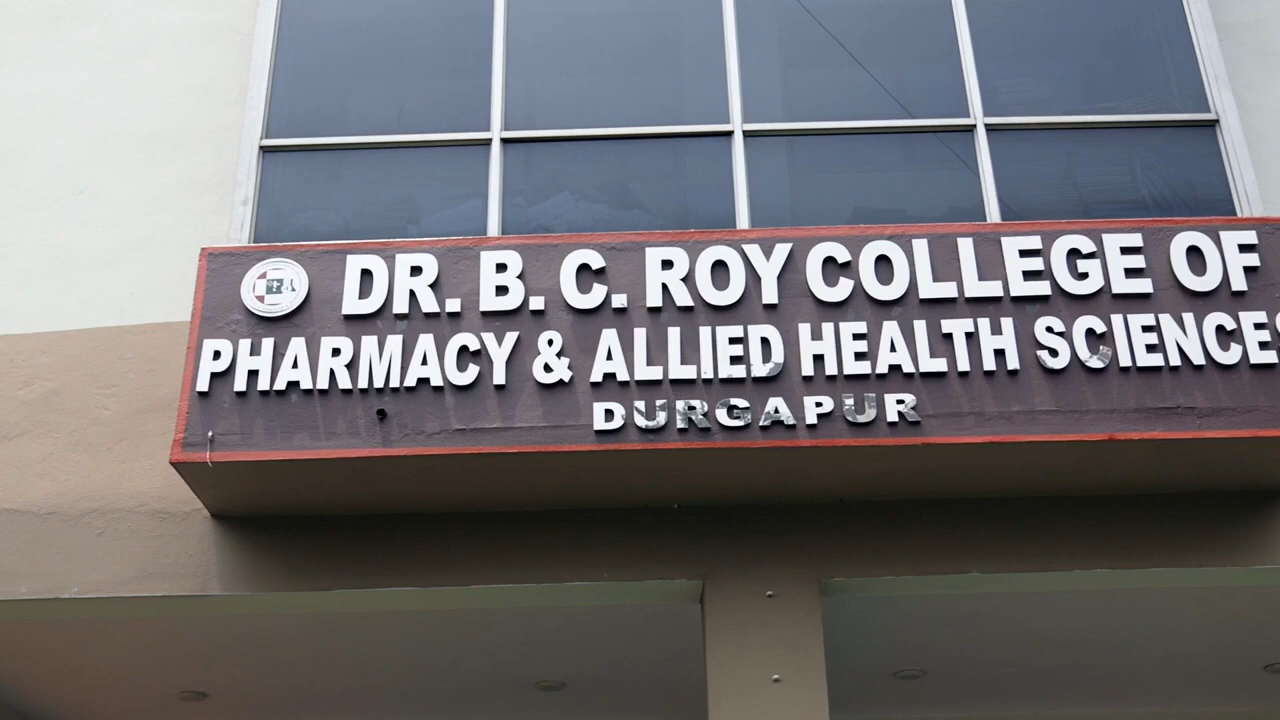 DR. B. C. ROY COLLEGE OF
PHARMACY & ALLIED HEALTH SCIENCES
DURGAPUR